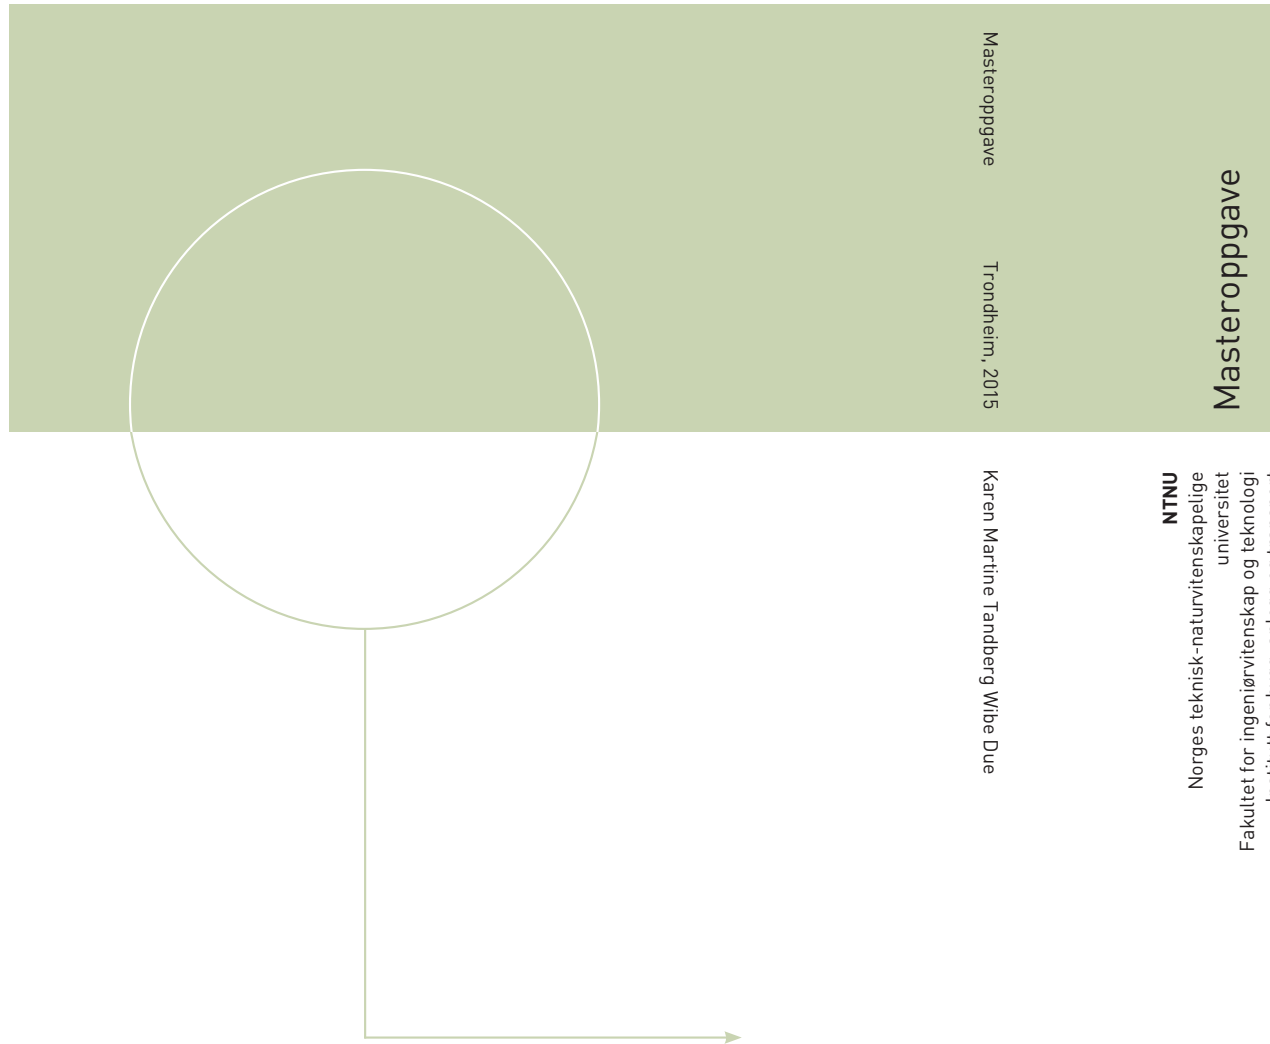 Masteroppgave
Trondheim, 2015
Karen Martine Tandberg Wibe Due
Masteroppgave
NTNU
Norges teknisk-naturvitenskapelige
universitet
Fakultet for ingeniørvitenskap og teknologi